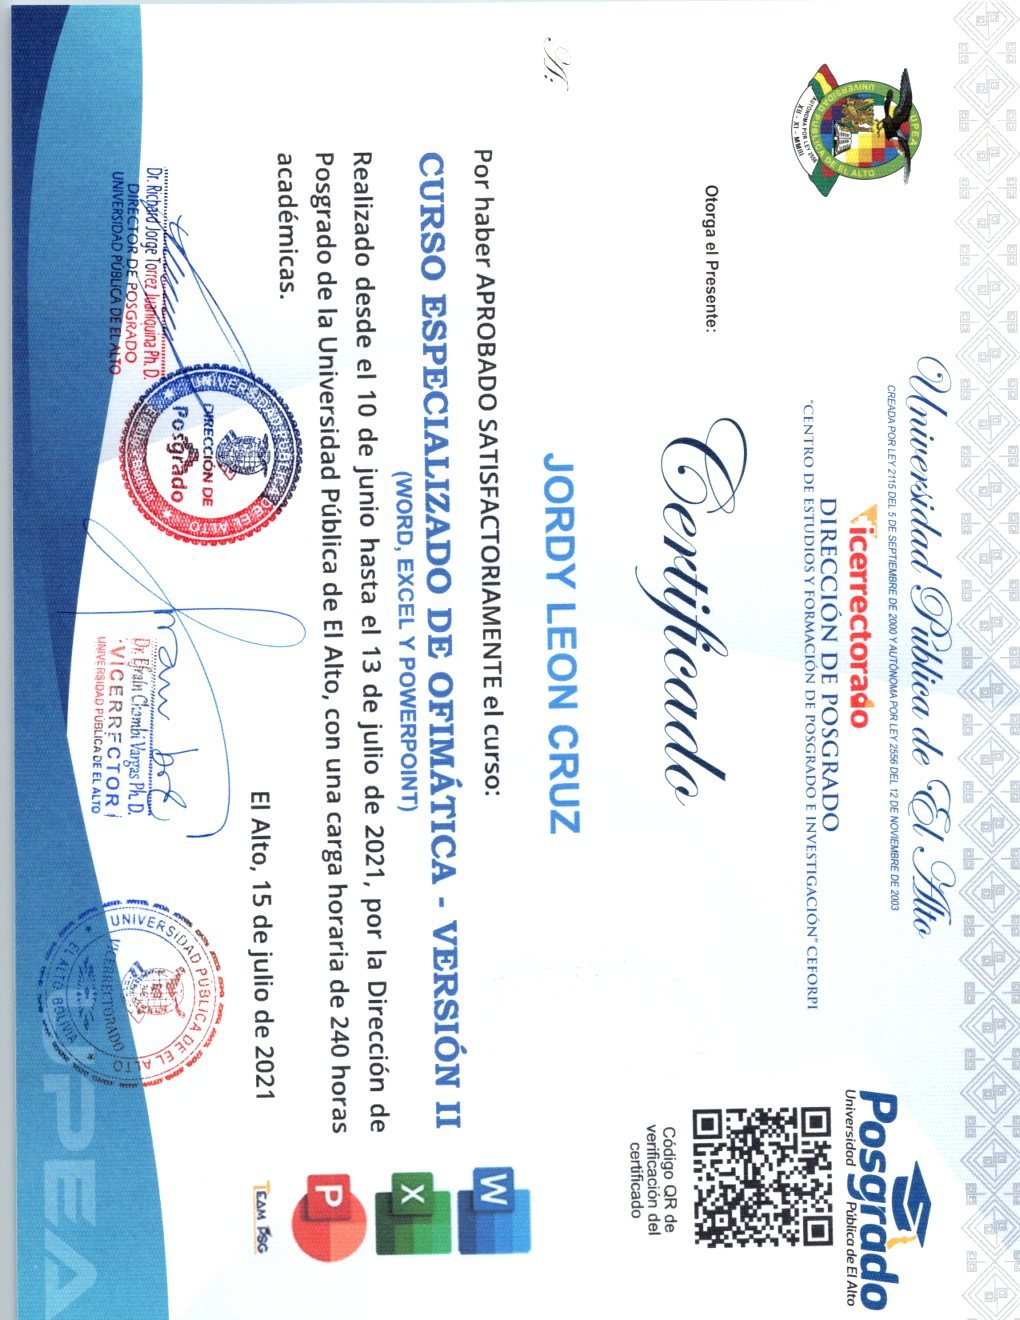 Universidad Pública de El Alto
CREADA POR LEY 2115 DEL 5 DE SEPTIEMBRE DE 2000 Y AUTÓNOMA POR LEY 2556 DEL 12 DE NOVIEMBRE DE 2003
Vicerrectorado
DIRECCIÓN DE POSGRADO
"CENTRO DE ESTUDIOS Y FORMACIÓN DE POSGRADO E INVESTIGACIÓN" CEFORPI
UPEA
UNIVERSIDAD PÚBLICA DE EL ALTO
AUTÓNOMA POR LEY 2556
XII - XI - MMIII
Posgrado
Universidad Pública de El Alto
Otorga el Presente:
Certificado
Código QR de
verificación del
certificado
A:
JORDY LEON CRUZ
Por haber APROBADO SATISFACTORIAMENTE el curso:
CURSO ESPECIALIZADO DE OFIMÁTICA - VERSIÓN II
(WORD, EXCEL Y POWERPOINT)
Realizado desde el 10 de junio hasta el 13 de julio de 2021, por la Dirección de
Posgrado de la Universidad Pública de El Alto, con una carga horaria de 240 horas
académicas.
W
X
P
El Alto, 15 de julio de 2021
TEAM PSG
Dr. Richard Jorge Torrez Juaniquina Ph. D.
DIRECTOR DE POSGRADO
UNIVERSIDAD PÚBLICA DE EL ALTO
DIRECCIÓN DE
Posgrado
Dr. Efraín Chambi Vargas Ph. D.
VICERRECTOR
UNIVERSIDAD PÚBLICA DE EL ALTO
UNIVERSIDAD PÚBLICA DE EL ALTO
VICERRECTORADO
EL ALTO BOLIVIA
UPEA